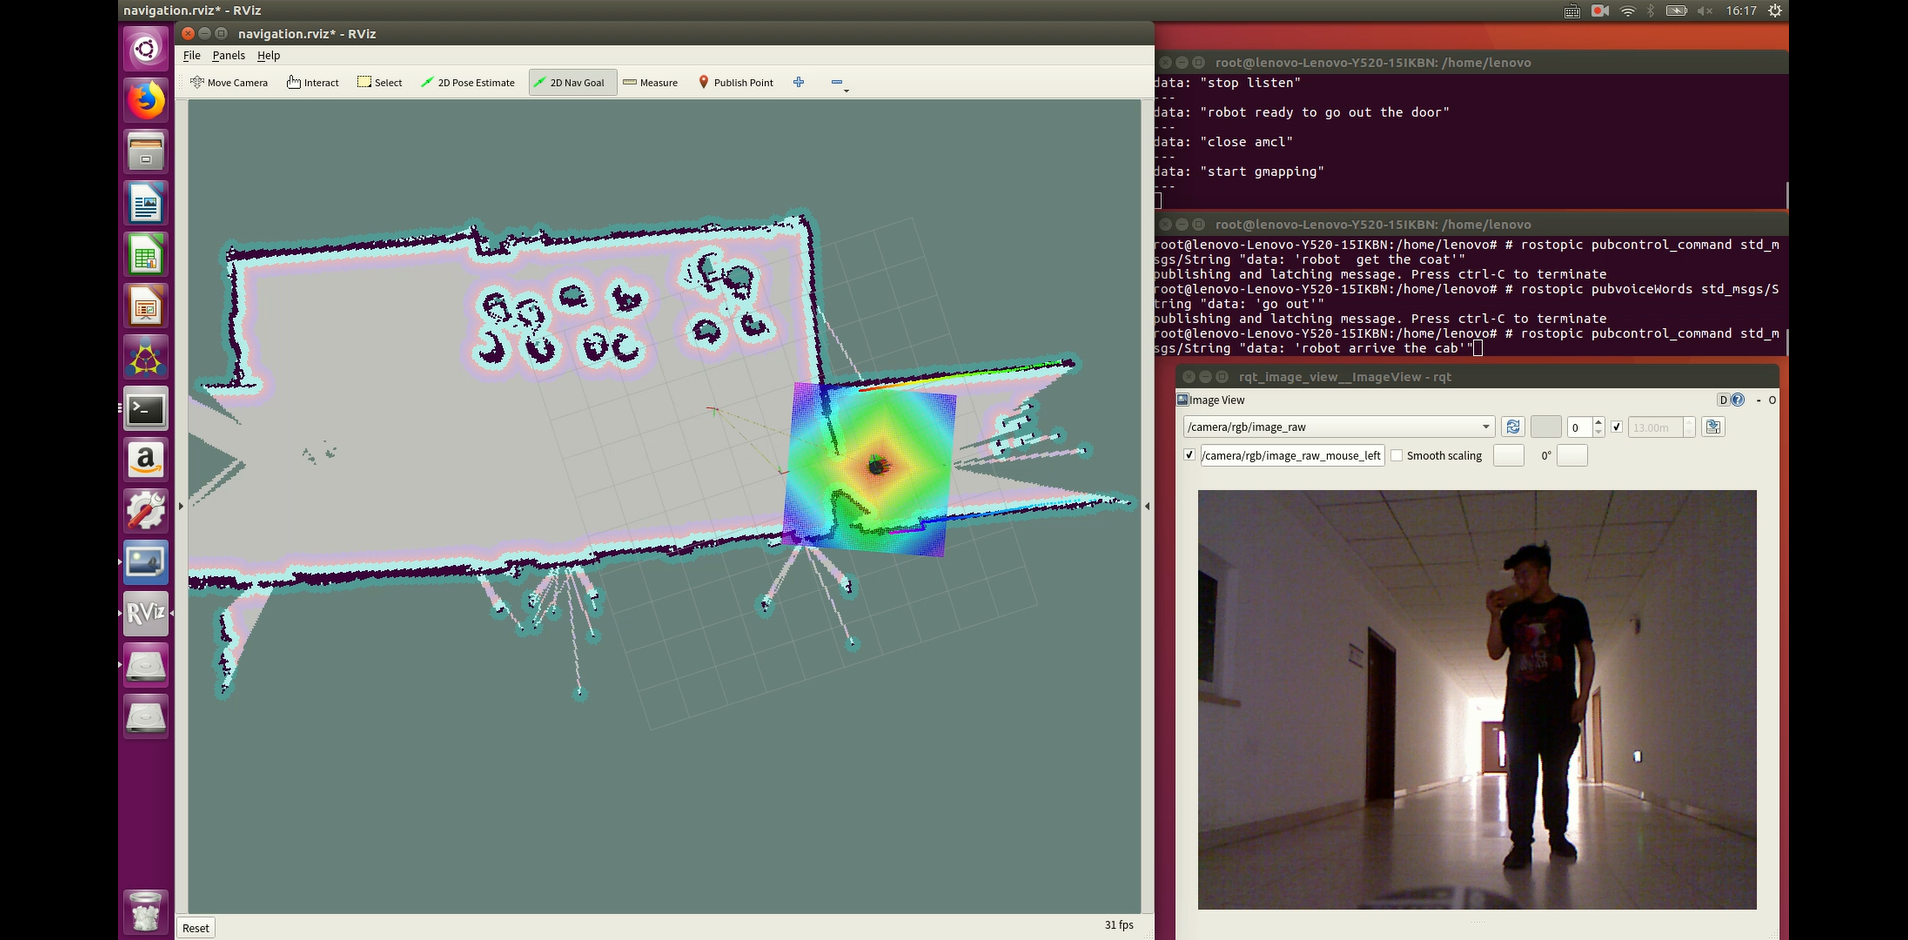 navigation.rviz* - RViz
16:17
navigation.rviz* - RViz
File Panels Help
Move Camera Interact Select 2D Pose Estimate 2D Nav Goal Measure Publish Point
root@lenovo-Lenovo-Y520-15IKBN: /home/lenovo
data: "stop listen"
---
data: "robot ready to go out the door"
---
data: "close amcl"
---
data: "start gmapping"
---
root@lenovo-Lenovo-Y520-15IKBN: /home/lenovo
root@lenovo-Lenovo-Y520-15IKBN:/home/lenovo# # rostopic pubcontrol_command std_m
sgs/String "data: 'robot  get the coat'"
publishing and latching message. Press ctrl-C to terminate
root@lenovo-Lenovo-Y520-15IKBN:/home/lenovo# # rostopic pubvoiceWords std_msgs/S
tring "data: 'go out'"
publishing and latching message. Press ctrl-C to terminate
root@lenovo-Lenovo-Y520-15IKBN:/home/lenovo# # rostopic pubcontrol_command std_m
sgs/String "data: 'robot arrive the cab'"
rqt_image_view__ImageView - rqt
Image View D - O
/camera/rgb/image_raw 0 13.00m
/camera/rgb/image_raw_mouse_left Smooth scaling 0°
RViz
Reset
31 fps